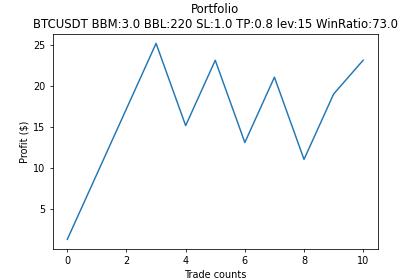 Portfolio
BTCUSDT BBM:3.0 BBL:220 SL:1.0 TP:0.8 lev:15 WinRatio:73.0
25
20
15
10
5
Profit ($)
0 2 4 6 8 10
Trade counts